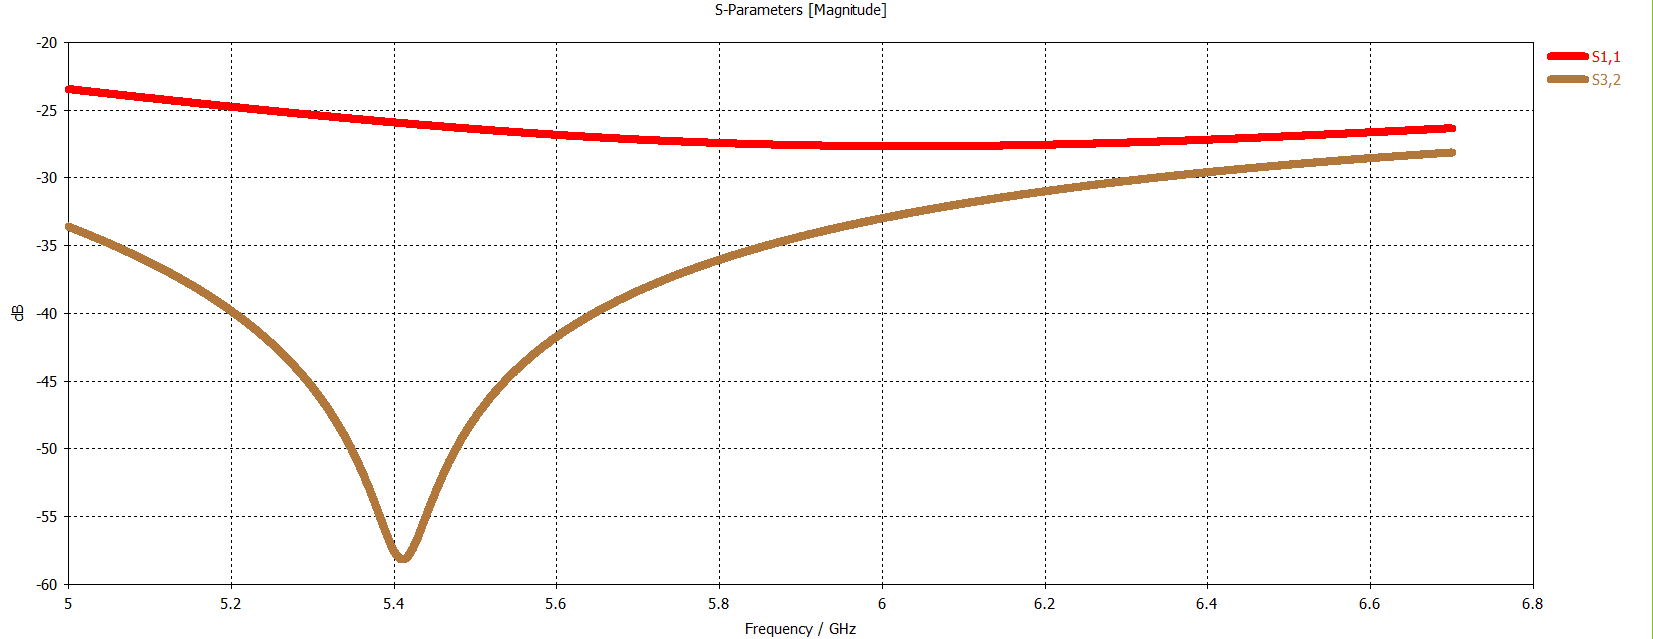 S-Parameters [Magnitude]
S1,1
S3,2
-20
-25
-30
-35
-40
-45
-50
-55
-60
dB
5 5.2 5.4 5.6 5.8 6 6.2 6.4 6.6 6.8
Frequency / GHz